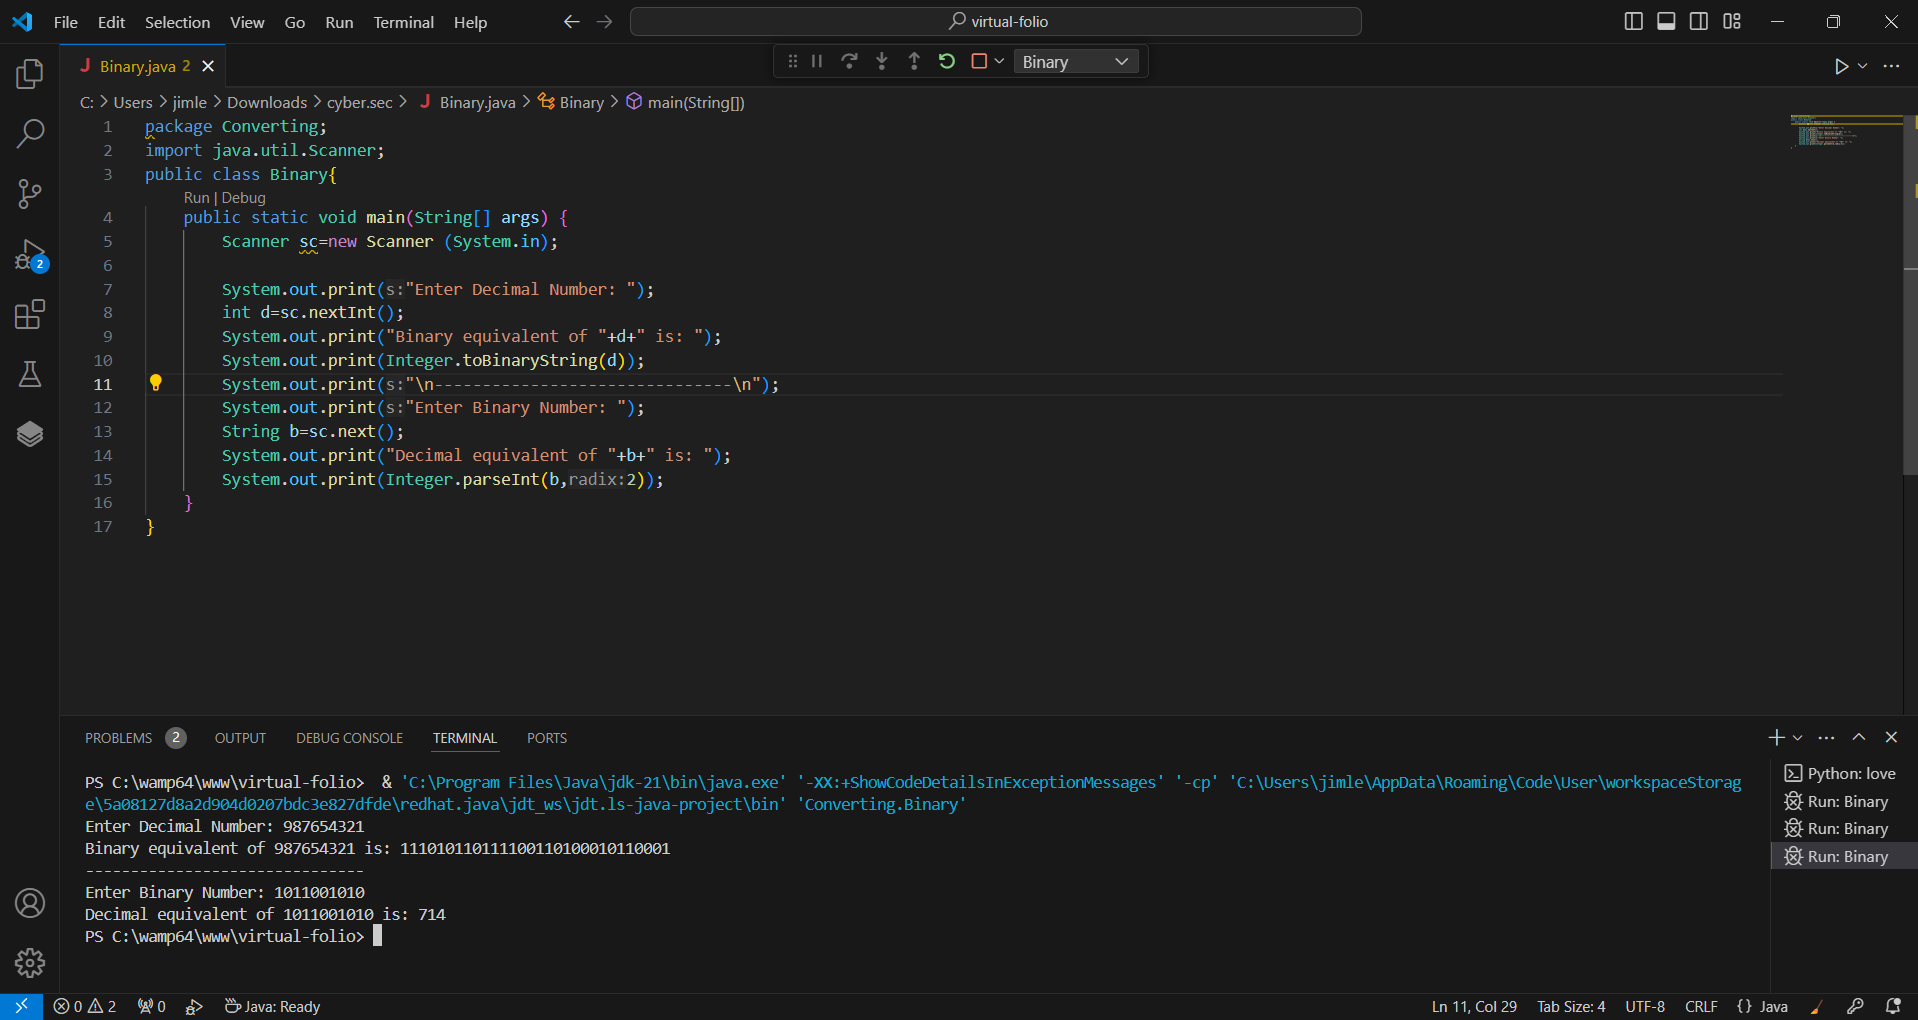 File Edit Selection View Go Run Terminal Help virtual-folio
Binary.java 2
Binary
C: > Users > jimle > Downloads > cyber.sec > Binary.java > Binary > main(String[])
1 package Converting;
2 import java.util.Scanner;
3 public class Binary{
Run | Debug
4 public static void main(String[] args) {
5 Scanner sc=new Scanner (System.in);
6
7 System.out.print(s:"Enter Decimal Number: ");
8 int d=sc.nextInt();
9 System.out.print("Binary equivalent of "+d+" is: ");
10 System.out.print(Integer.toBinaryString(d));
11 System.out.print(s:"\n-------------------------------\n");
12 System.out.print(s:"Enter Binary Number: ");
13 String b=sc.next();
14 System.out.print("Decimal equivalent of "+b+" is: ");
15 System.out.print(Integer.parseInt(b,radix:2));
16 }
17 }
PROBLEMS 2 OUTPUT DEBUG CONSOLE TERMINAL PORTS
PS C:\wamp64\www\virtual-folio> & 'C:\Program Files\Java\jdk-21\bin\java.exe' '-XX:+ShowCodeDetailsInExceptionMessages' '-cp' 'C:\Users\jimle\AppData\Roaming\Code\User\workspaceStorag
e\5a08127d8a2d904d0207bdc3e827dfde\redhat.java\jdt_ws\jdt.ls-java-project\bin' 'Converting.Binary'
Enter Decimal Number: 987654321
Binary equivalent of 987654321 is: 111010110111100110100010110001
-------------------------------
Enter Binary Number: 1011001010
Decimal equivalent of 1011001010 is: 714
PS C:\wamp64\www\virtual-folio>
Python: love
Run: Binary
Run: Binary
Run: Binary
2
0 2 0 Java: Ready Ln 11, Col 29 Tab Size: 4 UTF-8 CRLF {} Java